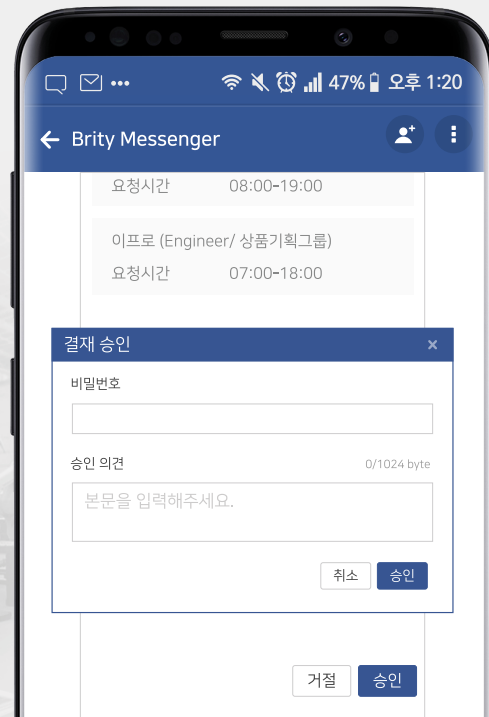 47% 오후 1:20
Brity Messenger
요청시간 08:00-19:00
이프로 (Engineer/ 상품기획그룹)
요청시간 07:00-18:00
결재 승인 ×
비밀번호
승인 의견 0/1024 byte
본문을 입력해주세요.
취소 승인
거절 승인